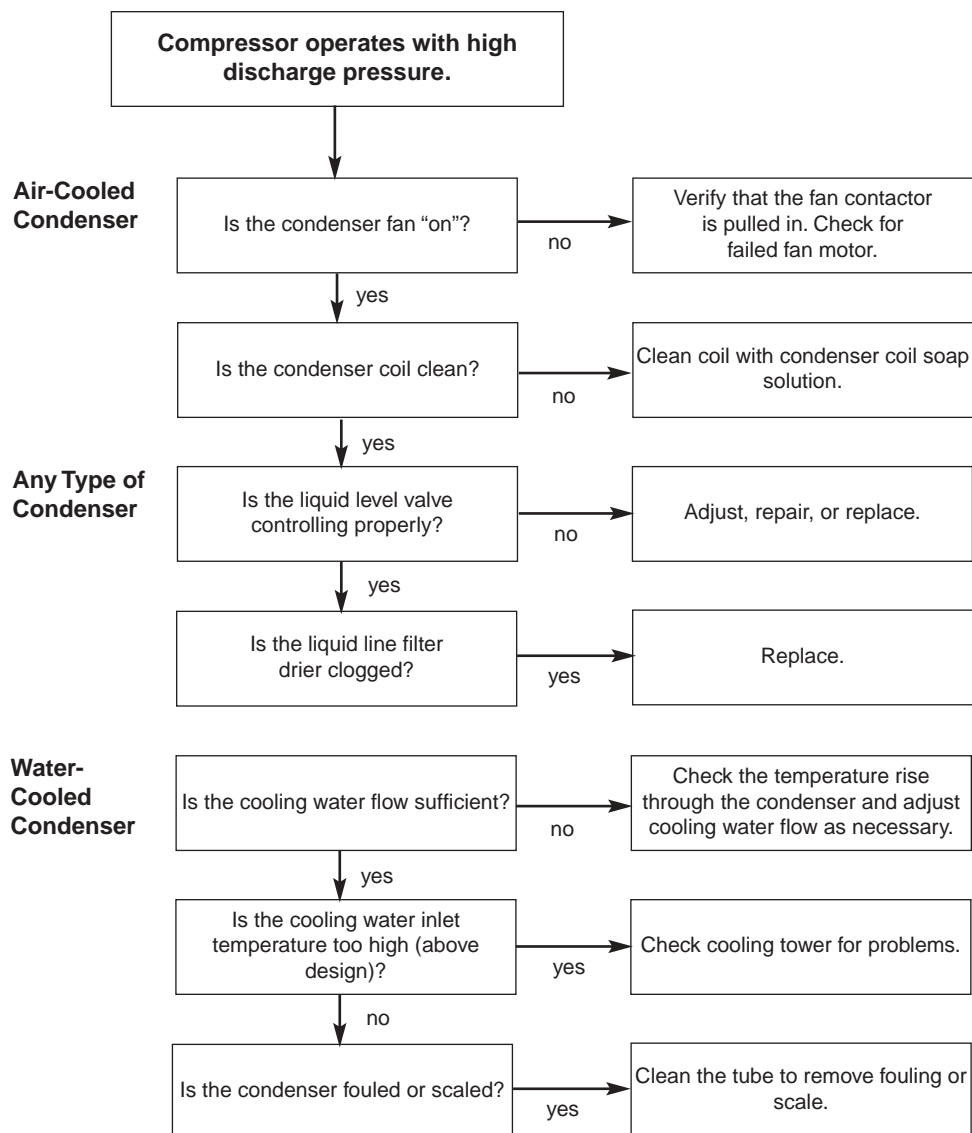 Compressor operates with high
discharge pressure.
Air-Cooled
Condenser
Is the condenser fan “on”?
no
Verify that the fan contactor
is pulled in. Check for
failed fan motor.
yes
Is the condenser coil clean?
no
Clean coil with condenser coil soap
solution.
yes
Any Type of
Condenser
Is the liquid level valve
controlling properly?
no
Adjust, repair, or replace.
yes
Is the liquid line filter
drier clogged?
yes
Replace.
Water-
Cooled
Condenser
Is the cooling water flow sufficient?
no
Check the temperature rise
through the condenser and adjust
cooling water flow as necessary.
yes
Is the cooling water inlet
temperature too high (above
design)?
yes
Check cooling tower for problems.
no
Is the condenser fouled or scaled?
yes
Clean the tube to remove fouling or
scale.